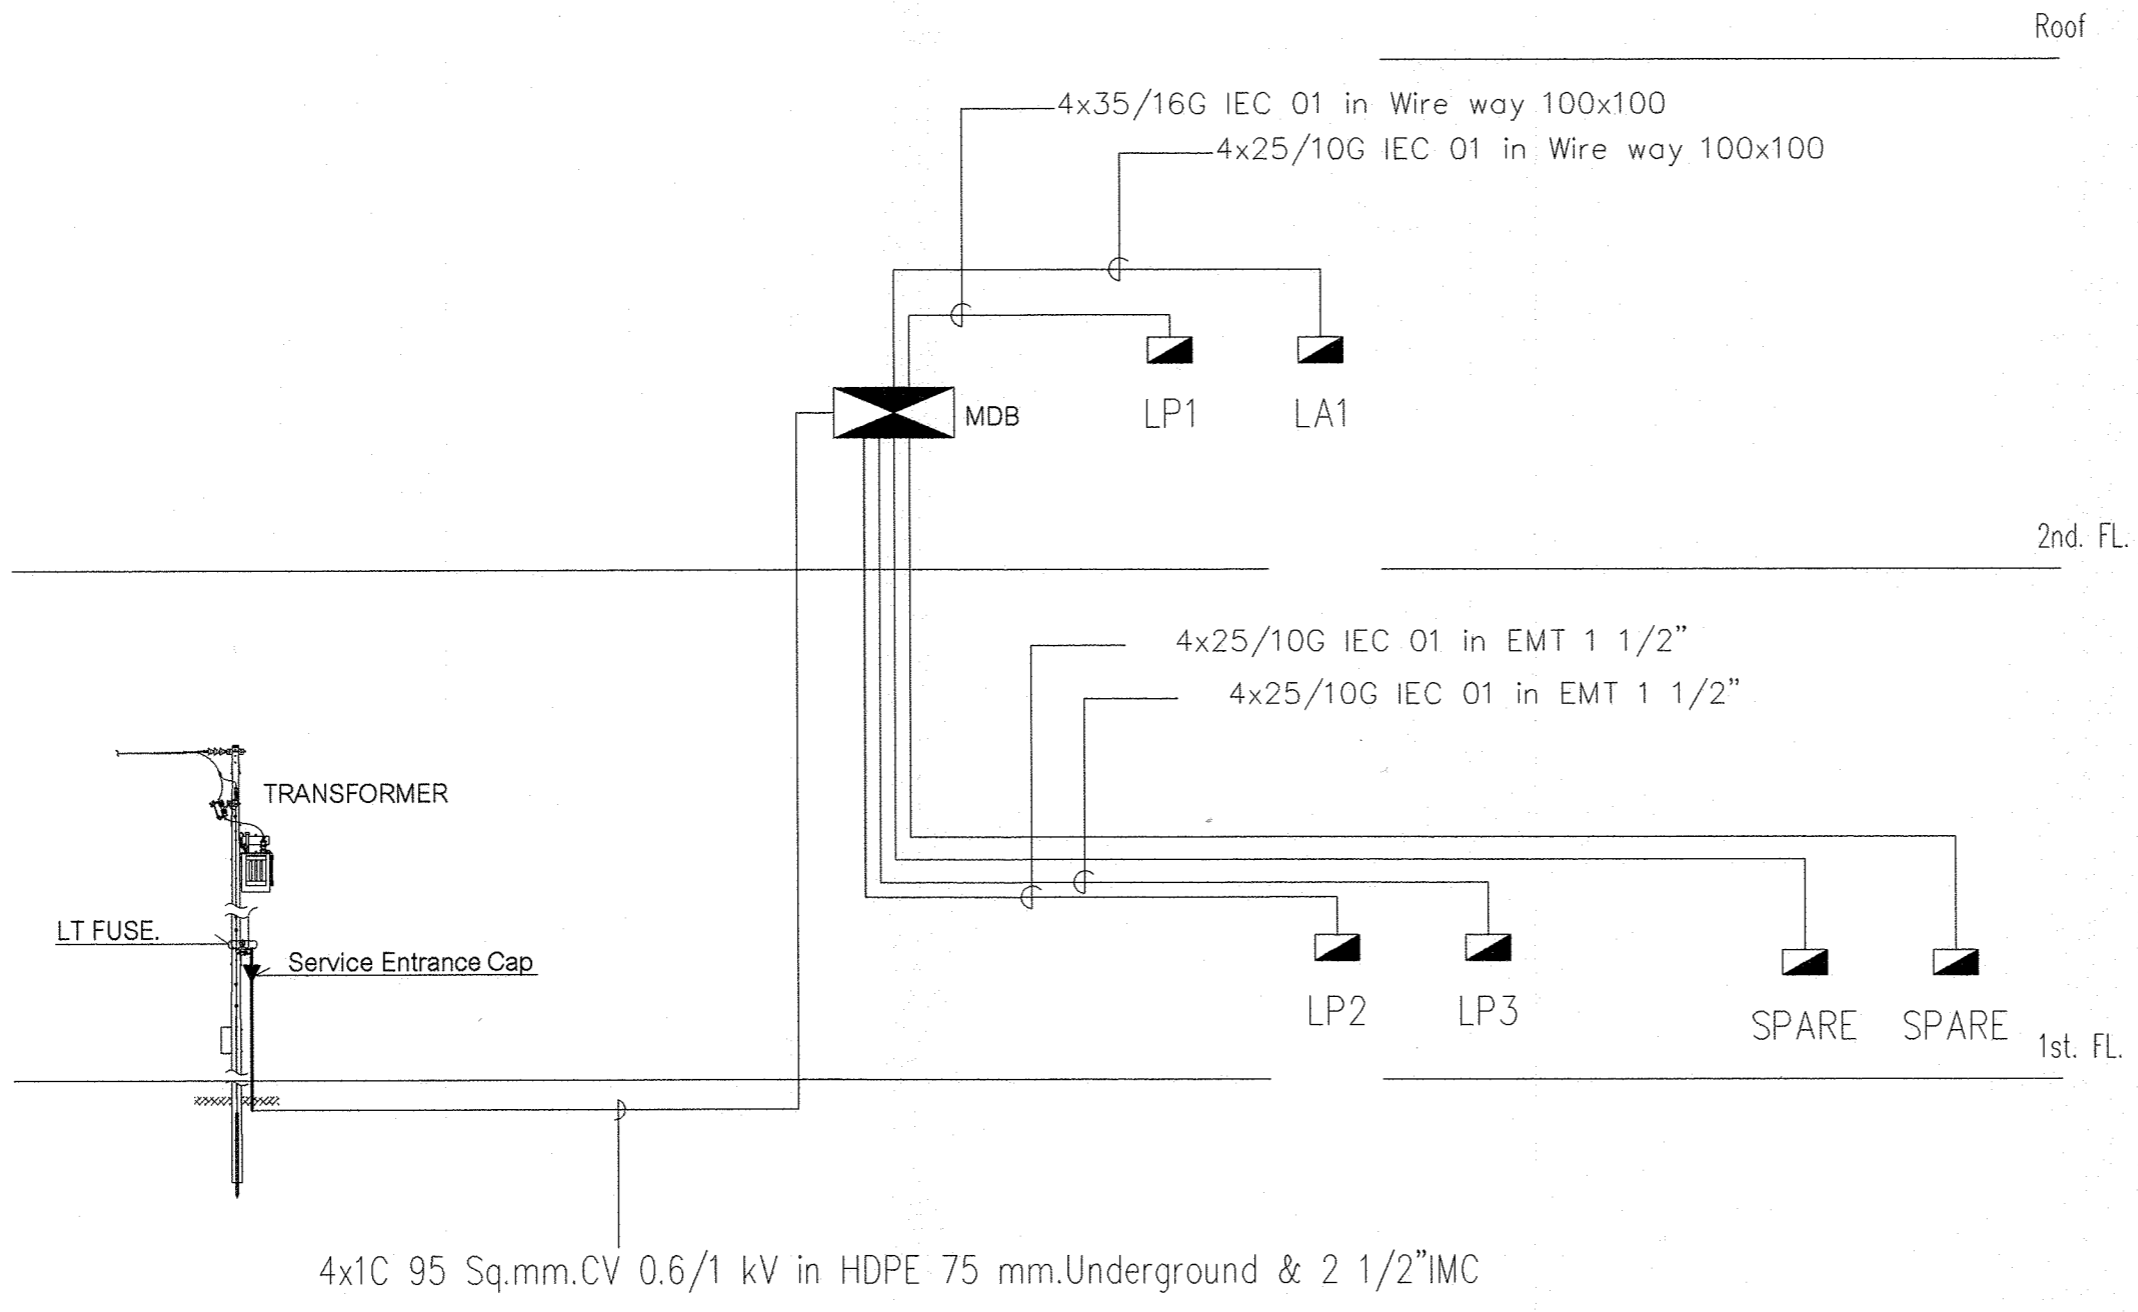 Roof
4x35/16G IEC 01 in Wire way 100x100
4x25/10G IEC 01 in Wire way 100x100
MDB
LP1
LA1
2nd. FL.
4x25/10G IEC 01 in EMT 1 1/2"
4x25/10G IEC 01 in EMT 1 1/2"
TRANSFORMER
LT FUSE.
Service Entrance Cap
LP2
LP3
SPARE
SPARE
1st. FL.
4x1C 95 Sq.mm.CV 0.6/1 kV in HDPE 75 mm.Underground & 2 1/2"IMC